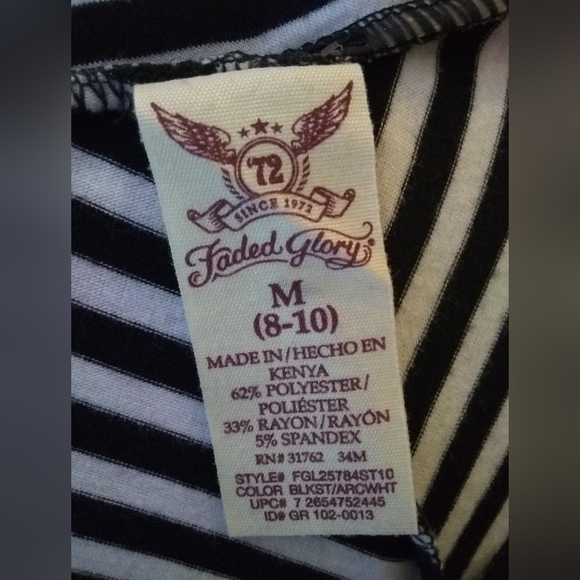 '72
SINCE 1972
Faded Glory®
M
(8-10)
MADE IN/HECHO EN
KENYA
62% POLYESTER/
POLIÉSTER
33% RAYON/RAYÓN
5% SPANDEX
RN# 31762 34M
STYLE# FGL25784ST10
COLOR BLKST/ARCWHT
UPC# 7 2654752445
ID# GR 102-0013